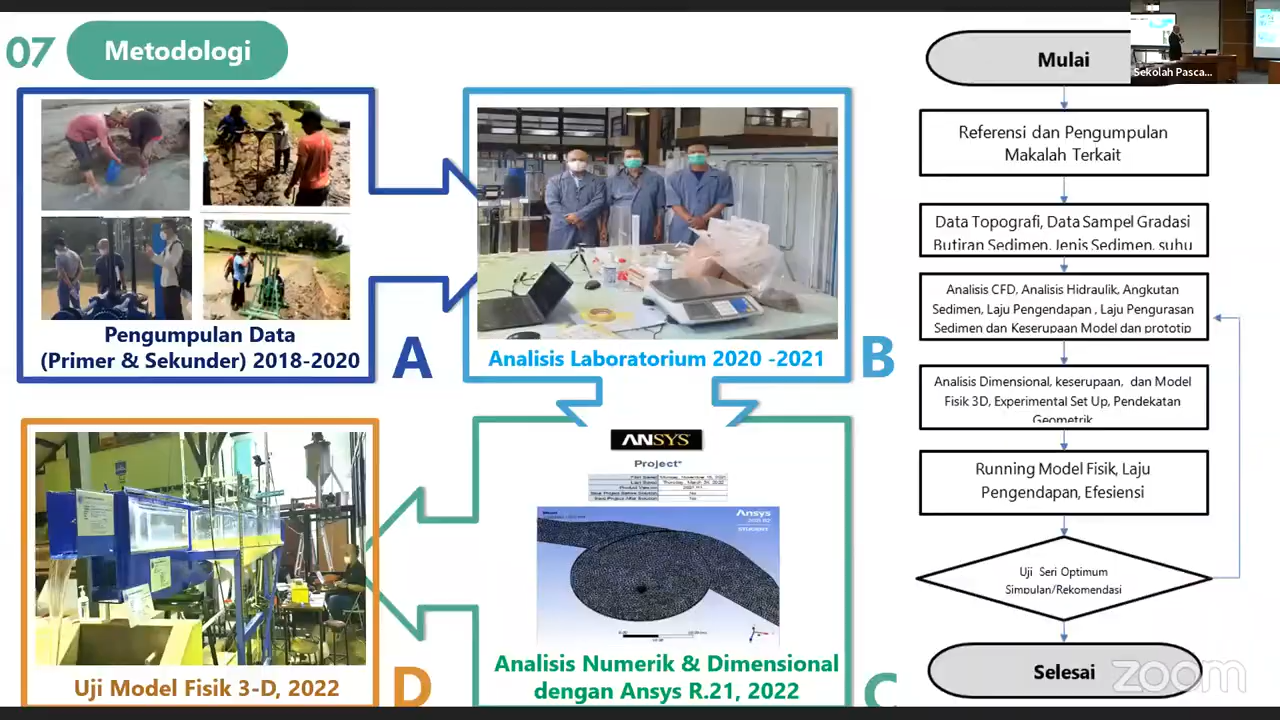 07 Metodologi
Pengumpulan Data
(Primer & Sekunder) 2018-2020
A
Analisis Laboratorium 2020 -2021
B
ANSYS
Project*
Product Version
Ansys
STUDENT
Analisis Numerik & Dimensional
dengan Ansys R.21, 2022
C
Uji Model Fisik 3-D, 2022
D
Mulai
Sekolah Pasca...
Referensi dan Pengumpulan
Makalah Terkait
Data Topografi, Data Sampel Gradasi
Butiran Sedimen, Jenis Sedimen, suhu
Analisis CFD, Analisis Hidraulik, Angkutan
Sedimen, Laju Pengendapan , Laju Pengurasan
Sedimen dan Keserupaan Model dan prototip
Analisis Dimensional, keserupaan, dan Model
Fisik 3D, Experimental Set Up, Pendekatan
Geometrik
Running Model Fisik, Laju
Pengendapan, Efesiensi
Uji Seri Optimum
Simpulan/Rekomendasi
Selesai
zoom